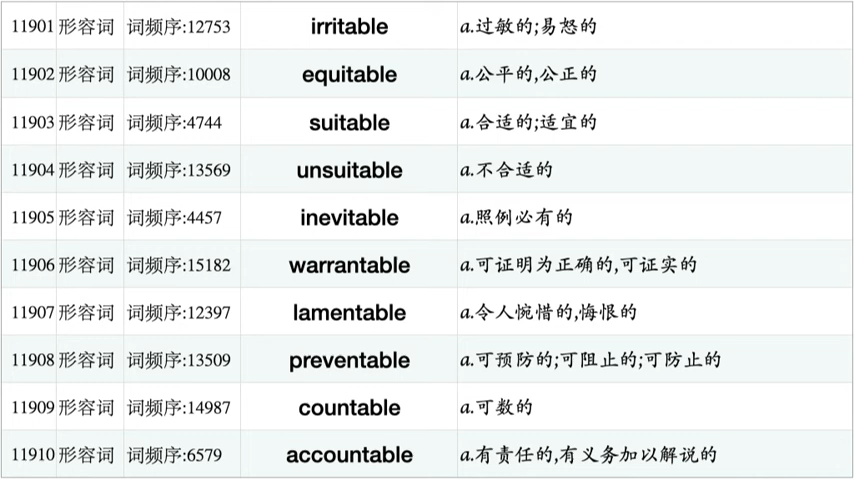 11901 形容词 词频序:12753 irritable a.过敏的;易怒的
11902 形容词 词频序:10008 equitable a.公平的,公正的
11903 形容词 词频序:4744 suitable a.合适的;适宜的
11904 形容词 词频序:13569 unsuitable a.不合适的
11905 形容词 词频序:4457 inevitable a.照例必有的
11906 形容词 词频序:15182 warrantable a.可证明为正确的,可证实的
11907 形容词 词频序:12397 lamentable a.令人惋惜的,悔恨的
11908 形容词 词频序:13509 preventable a.可预防的;可阻止的;可防止的
11909 形容词 词频序:14987 countable a.可数的
11910 形容词 词频序:6579 accountable a.有责任的,有义务加以解说的